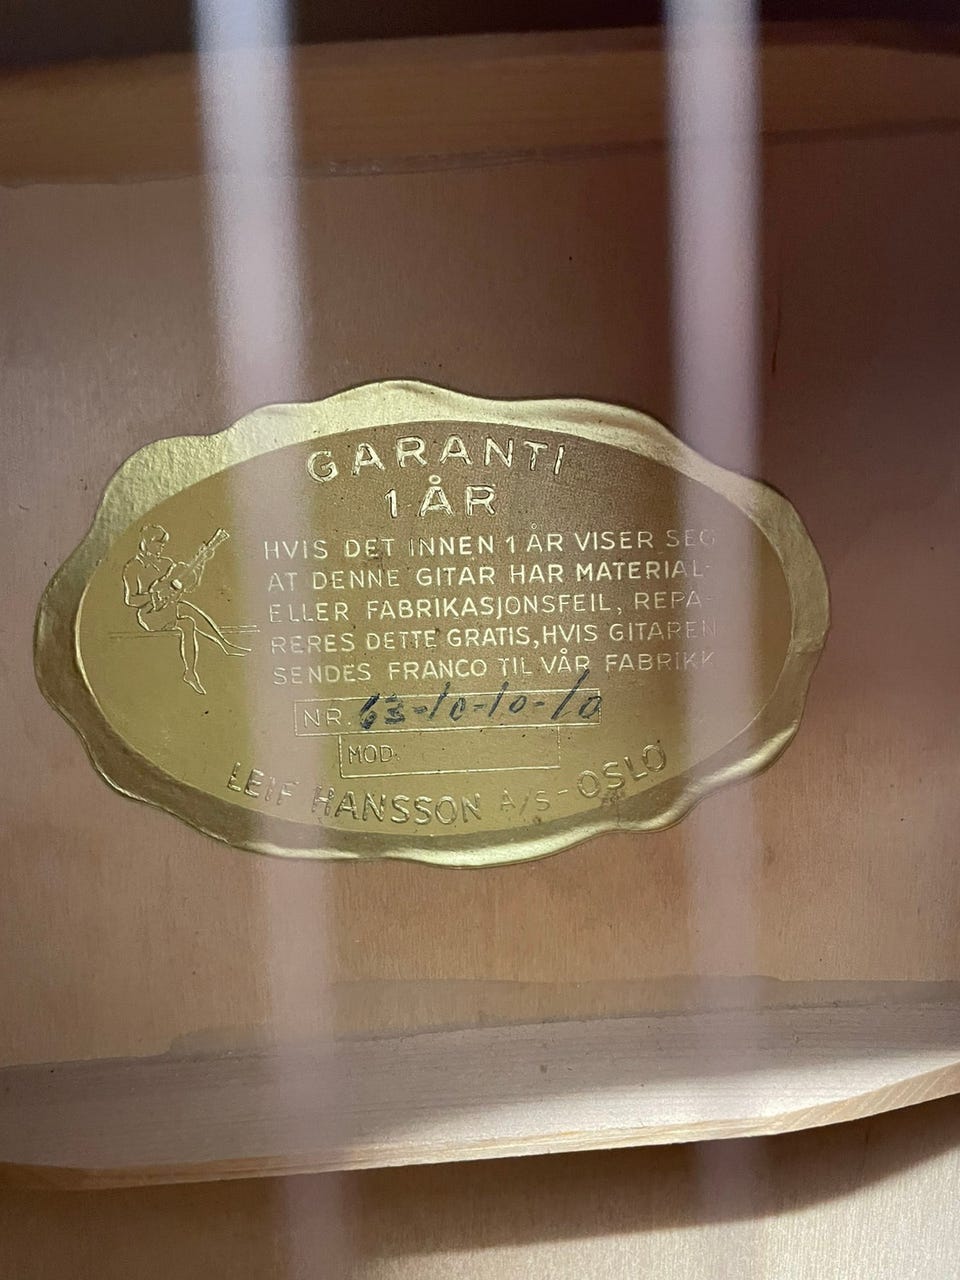 GARANTI
1 ÅR
HVIS DET INNEN 1 ÅR VISER SEG
AT DENNE GITAR HAR MATERIAL-
ELLER FABRIKASJONSFEIL, REPA-
RERES DETTE GRATIS, HVIS GITAREN
SENDES FRANCO TIL VÅR FABRIKK
NR. 63-10-10-10
MOD.
LEIF HANSSON A/S - OSLO